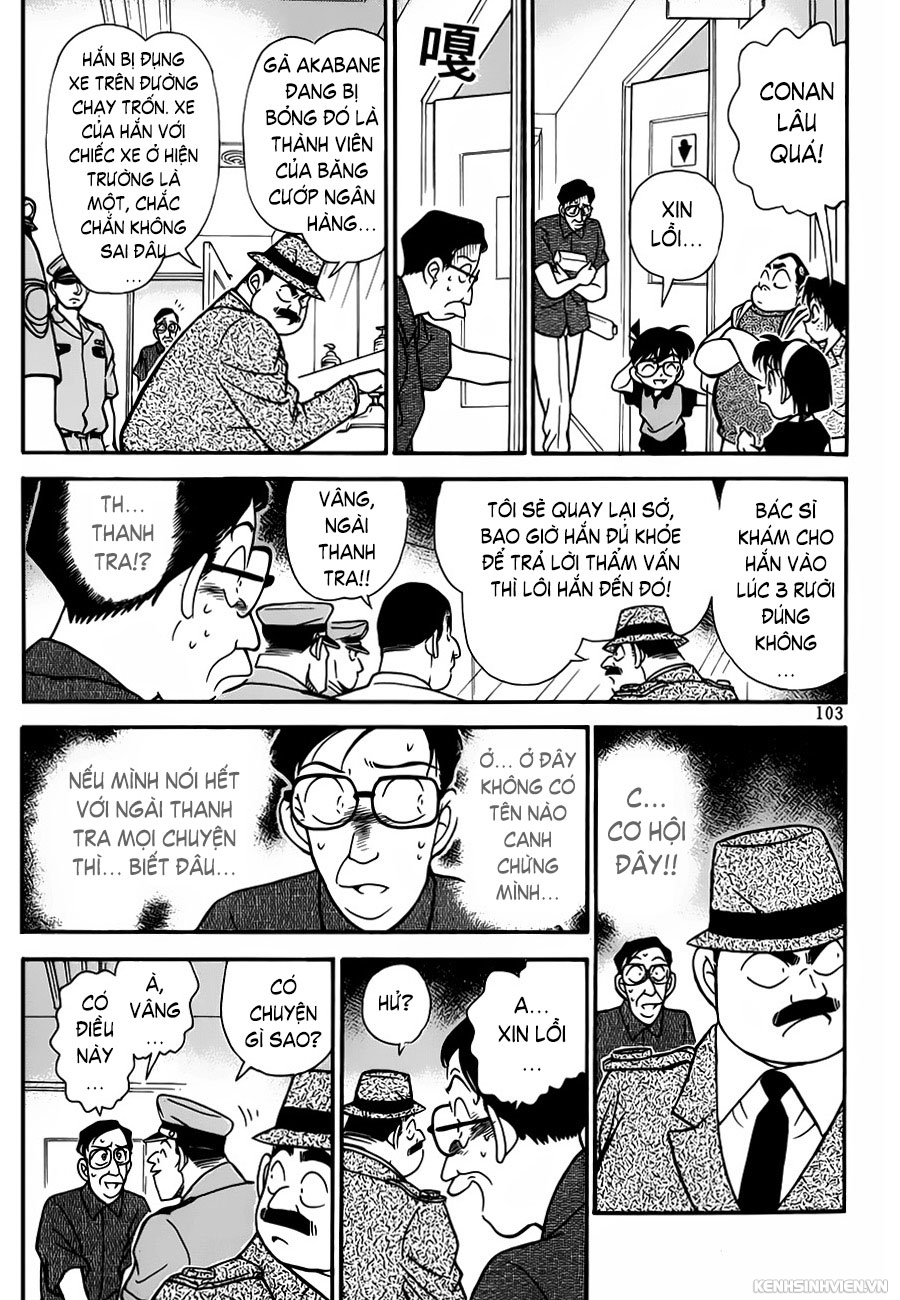 CONAN
LÂU
QUÁ!
XIN
LỖI...
嘎
GÃ AKABANE
ĐANG BỊ
BỎNG ĐÓ LÀ
THÀNH VIÊN
CỦA BĂNG
CƯỚP NGÂN
HÀNG...
HẮN BỊ ĐỤNG
XE TRÊN ĐƯỜNG
CHẠY TRỐN. XE
CỦA HẮN VỚI
CHIẾC XE Ở HIỆN
TRƯỜNG LÀ
MỘT, CHẮC
CHẮN KHÔNG
SAI ĐÂU
...
BÁC SĨ
KHÁM CHO
HẮN VÀO
LÚC 3 RƯỠI
ĐÚNG
KHÔNG
...
TÔI SẼ QUAY LẠI SỞ,
BAO GIỜ HẮN ĐỦ KHỎE
ĐỂ TRẢ LỜI THẨM VẤN
THÌ LÔI HẮN ĐẾN ĐÓ!
VÂNG,
NGÀI
THANH
TRA!!
TH...
THANH
TRA!?
103
C...
CƠ HỘI
ĐÂY!!
Ở... Ở ĐÂY
KHÔNG CÓ
TÊN NÀO
CANH
CHỪNG
MÌNH...
NẾU MÌNH NÓI HẾT
VỚI NGÀI THANH
TRA MỌI CHUYỆN
THÌ... BIẾT ĐÂU...
A...
XIN LỖI
HỬ?
CÓ
CHUYỆN
GÌ SAO?
À,
VÂNG
...
CÓ
ĐIỀU
NÀY
...
KENHSINHVIEN.VN